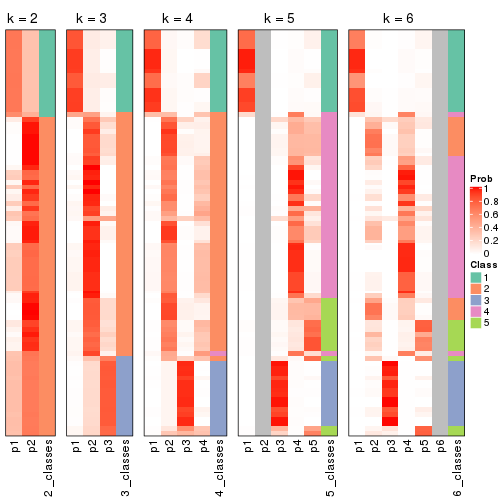 k = 2
k = 3
k = 4
k = 5
k = 6
Prob
1
0.8
0.6
0.4
0.2
0
Class
1
2
3
4
5
p1
p2
2_classes
p1
p2
p3
3_classes
p1
p2
p3
p4
4_classes
p1
p2
p3
p4
p5
5_classes
p1
p2
p3
p4
p5
p6
6_classes